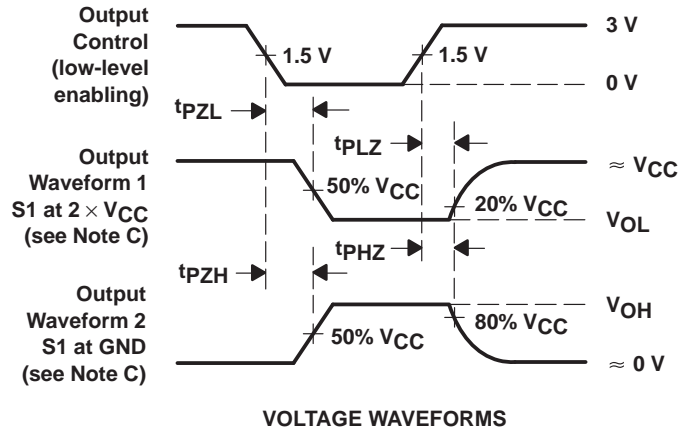 Output
Control
(low-level
enabling)
1.5 V
1.5 V
3 V
0 V
tPZL
tPLZ
Output
Waveform 1
S1 at 2 × VCC
(see Note C)
50% VCC
20% VCC
≈ VCC
VOL
tPZH
tPHZ
Output
Waveform 2
S1 at GND
(see Note C)
50% VCC
80% VCC
VOH
≈ 0 V
VOLTAGE WAVEFORMS